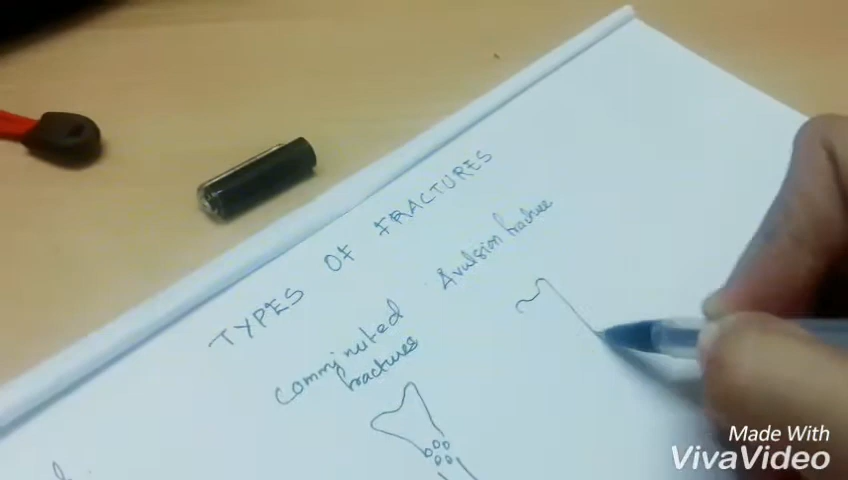 TYPES OF FRACTURES
Comminuted
fractures
Avulsion fracture
Made With
VivaVideo